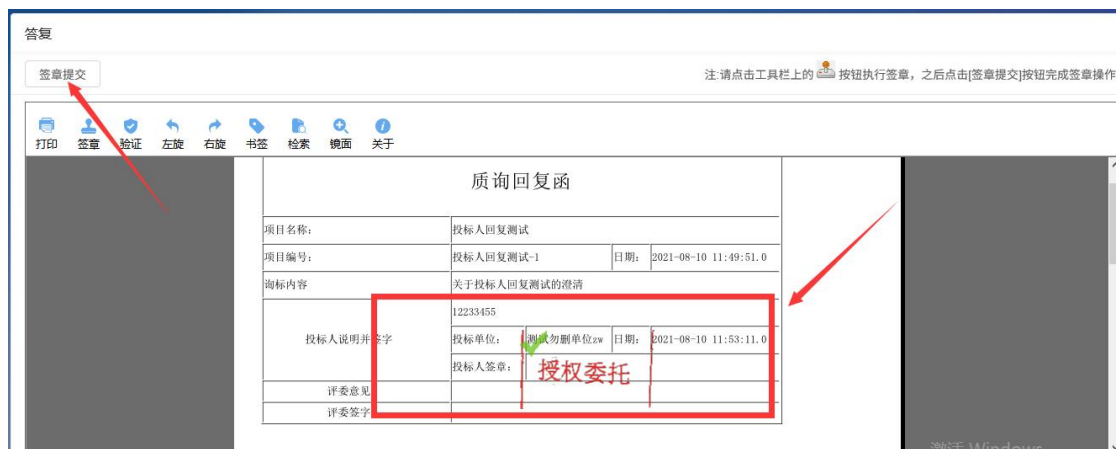 答复
签章提交
注:请点击工具栏上的 按钮执行签章，之后点击[签章提交]按钮完成签章操作
打印 签章 验证 左旋 右旋 书签 检索 镜面 关于
质询回复函
项目名称： 投标人回复测试
项目编号： 投标人回复测试-1 日期： 2021-08-10 11:49:51.0
询标内容 关于投标人回复测试的澄清
12233455
投标人说明并签字
投标单位： 测试勿删单位zw 日期： 2021-08-10 11:53:11.0
投标人签章：
授权委托
评委意见
评委签字
激活 Windows